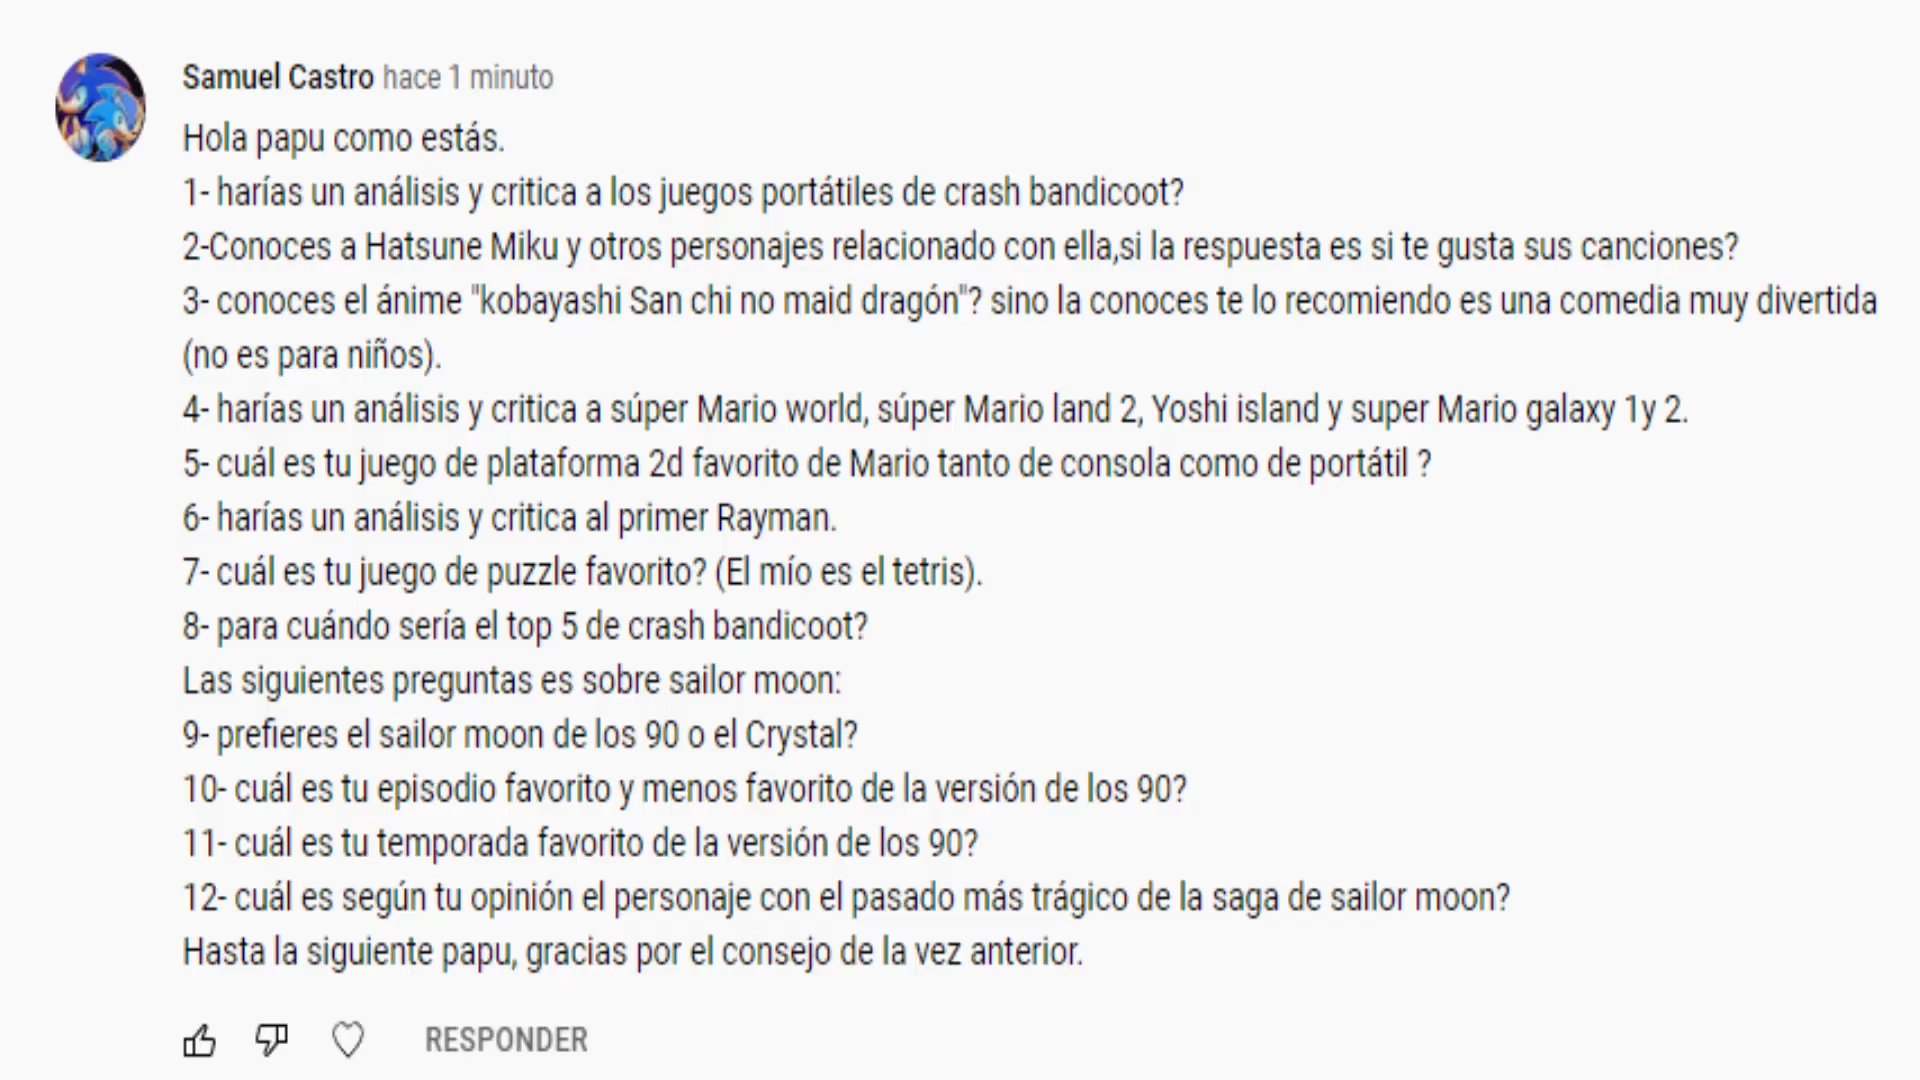 Samuel Castro hace 1 minuto
Hola papu como estás.
1- harías un análisis y critica a los juegos portátiles de crash bandicoot?
2-Conoces a Hatsune Miku y otros personajes relacionado con ella,si la respuesta es si te gusta sus canciones?
3- conoces el ánime "kobayashi San chi no maid dragón"? sino la conoces te lo recomiendo es una comedia muy divertida
(no es para niños).
4- harías un análisis y critica a súper Mario world, súper Mario land 2, Yoshi island y super Mario galaxy 1y 2.
5- cuál es tu juego de plataforma 2d favorito de Mario tanto de consola como de portátil ?
6- harías un análisis y critica al primer Rayman.
7- cuál es tu juego de puzzle favorito? (El mío es el tetris).
8- para cuándo sería el top 5 de crash bandicoot?
Las siguientes preguntas es sobre sailor moon:
9- prefieres el sailor moon de los 90 o el Crystal?
10- cuál es tu episodio favorito y menos favorito de la versión de los 90?
11- cuál es tu temporada favorito de la versión de los 90?
12- cuál es según tu opinión el personaje con el pasado más trágico de la saga de sailor moon?
Hasta la siguiente papu, gracias por el consejo de la vez anterior.
RESPONDER